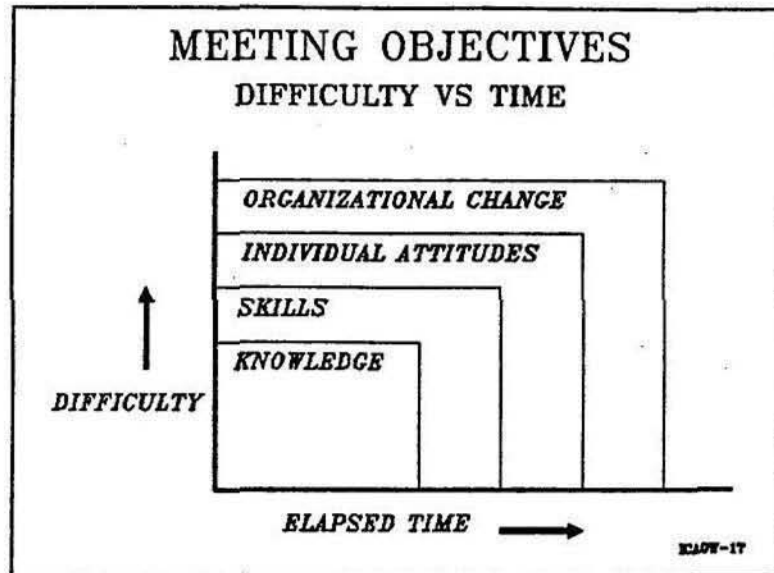 MEETING OBJECTIVES
DIFFICULTY VS TIME
ORGANIZATIONAL CHANGE
INDIVIDUAL ATTITUDES
SKILLS
KNOWLEDGE
DIFFICULTY
ELAPSED TIME